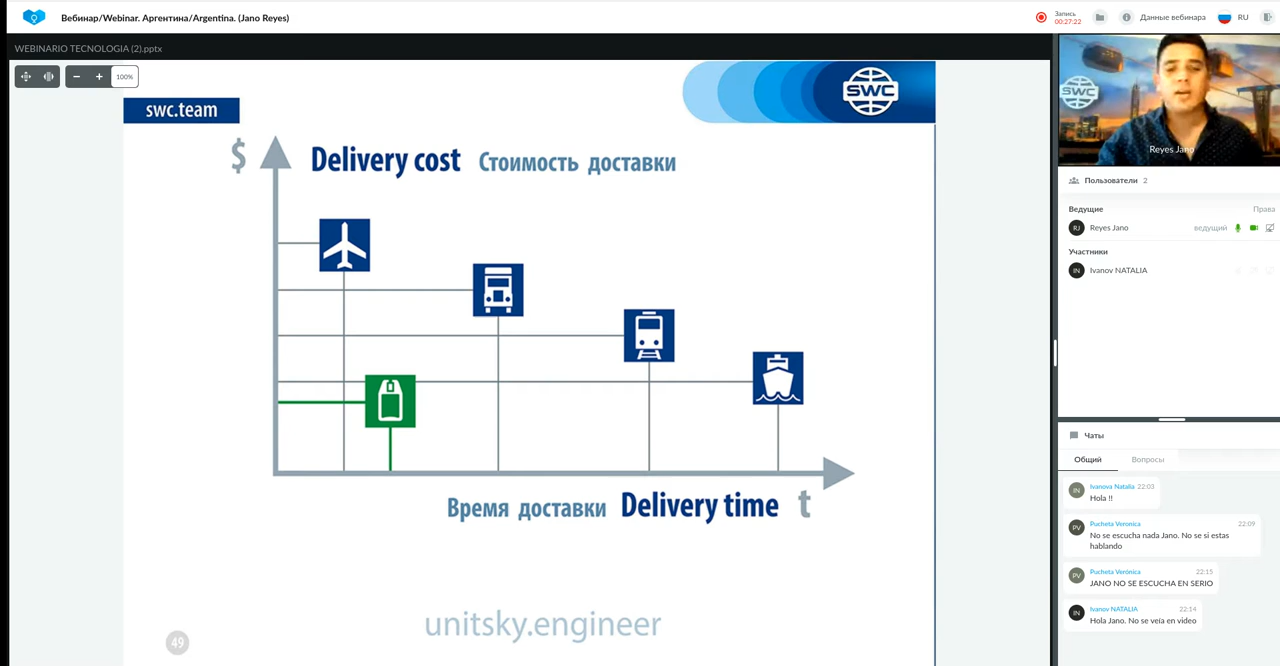 Вебинар/Webinar. Аргентина/Argentina. (Jano Reyes)
Запись
00:27:22
Данные вебинара
RU
WEBINARIO TECNOLOGIA (2).pptx
100%
swc.team
SWC
$
Delivery cost Стоимость доставки
Время доставки Delivery time t
unitsky.engineer
49
SWC
Reyes Jano
Пользователи 2
Ведущие
Права
RJ
Reyes Jano
ведущий
Участники
IN
Ivanov NATALIA
Чаты
Общий
Вопросы
IN
Ivanova Natalia 22:03
Hola !!
PV
Pucheta Veronica 22:09
No se escucha nada Jano. No se si estas
hablando
PV
Pucheta Verónica 22:15
JANO NO SE ESCUCHA EN SERIO
IN
Ivanov NATALIA 22:14
Hola Jano. No se veía en video